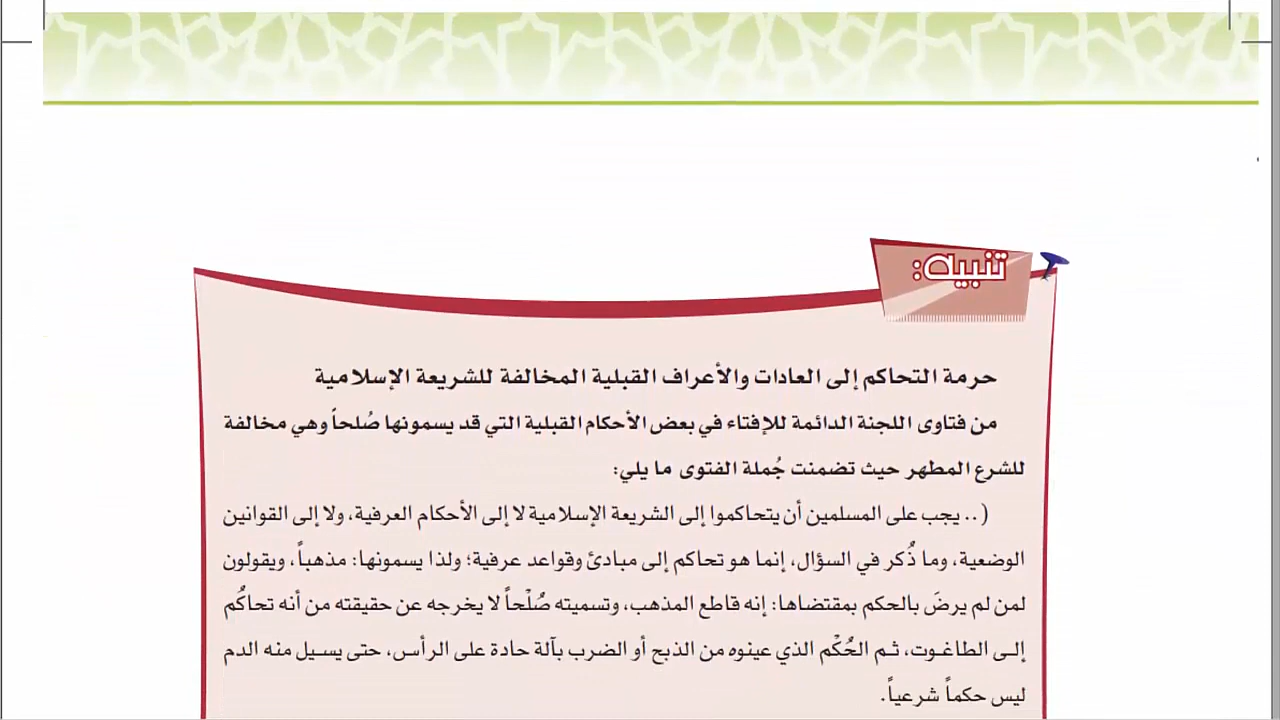 تنبيه:
حرمة التحاكم إلى العادات والأعراف القبلية المخالفة للشريعة الإسلامية
من فتاوى اللجنة الدائمة للإفتاء في بعض الأحكام القبلية التي قد يسمونها صُلحاً وهي مخالفة
للشرع المطهر حيث تضمنت جُملة الفتوى ما يلي:
(.. يجب على المسلمين أن يتحاكموا إلى الشريعة الإسلامية لا إلى الأحكام العرفية، ولا إلى القوانين
الوضعية، وما ذُكر في السؤال، إنما هو تحاكم إلى مبادئ وقواعد عرفية؛ ولذا يسمونها: مذهباً، ويقولون
لمن لم يرضَ بالحكم بمقتضاها: إنه قاطع المذهب، وتسميته صُلْحاً لا يخرجه عن حقيقته من أنه تحاكُم
إلى الطاغوت، ثم الحُكْم الذي عينوه من الذبح أو الضرب بآلة حادة على الرأس، حتى يسيل منه الدم
ليس حكماً شرعياً.